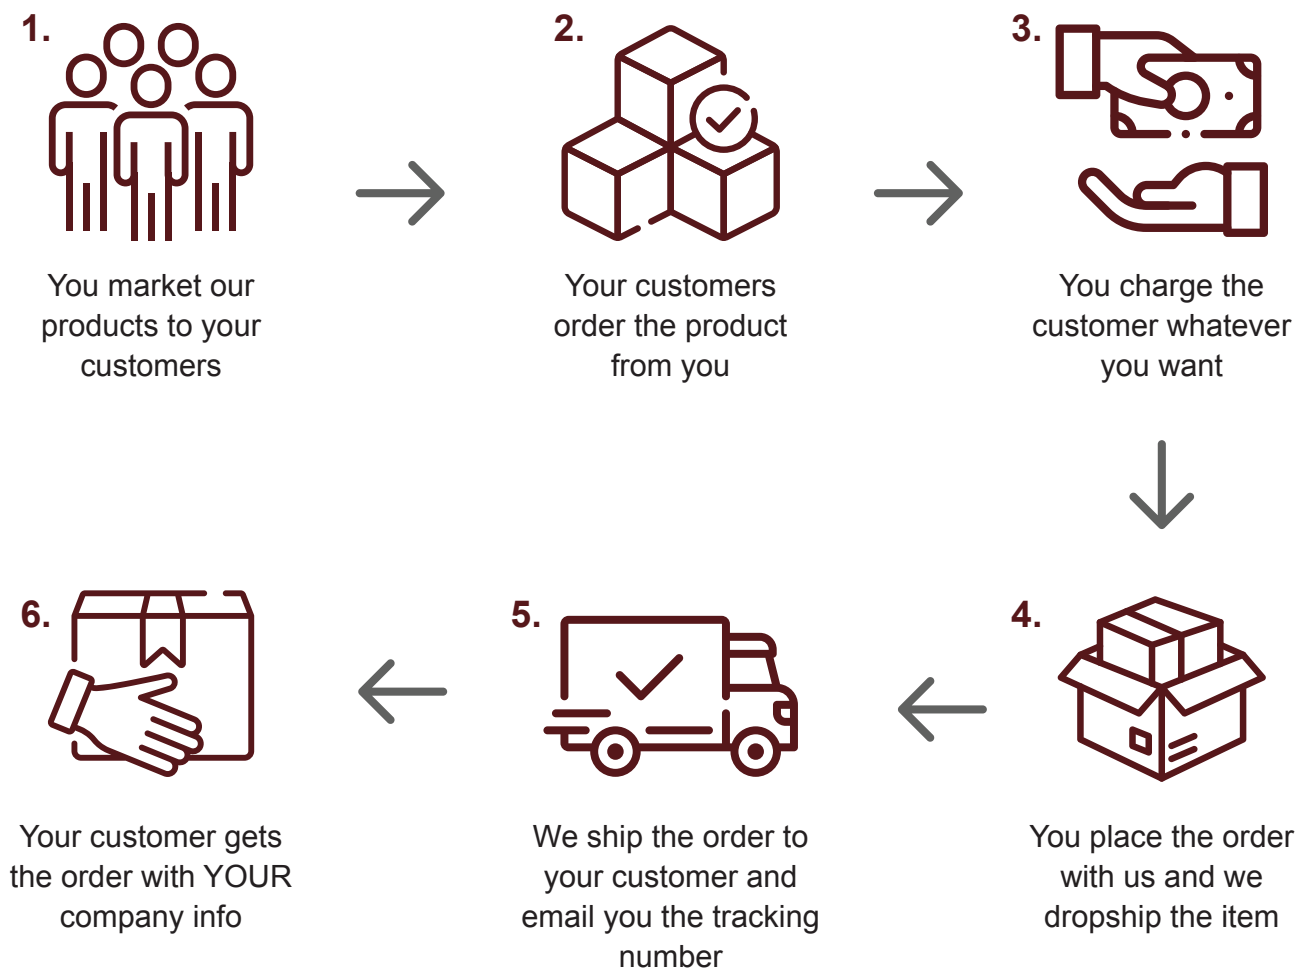 1.
You market our
products to your
customers
2.
Your customers
order the product
from you
3.
You charge the
customer whatever
you want
4.
You place the order
with us and we
dropship the item
5.
We ship the order to
your customer and
email you the tracking
number
6.
Your customer gets
the order with YOUR
company info